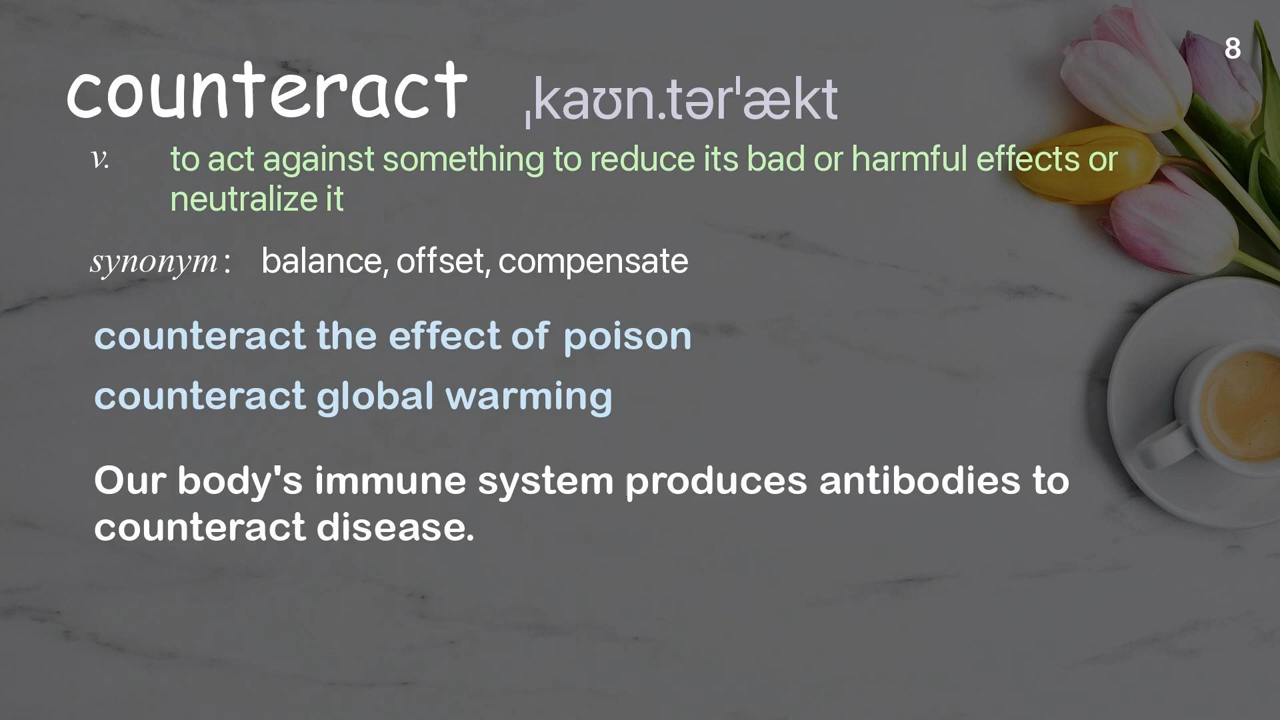 8
counteract ˌkaʊn.tərˈækt
v. to act against something to reduce its bad or harmful effects or
neutralize it
synonym: balance, offset, compensate
counteract the effect of poison
counteract global warming
Our body's immune system produces antibodies to
counteract disease.